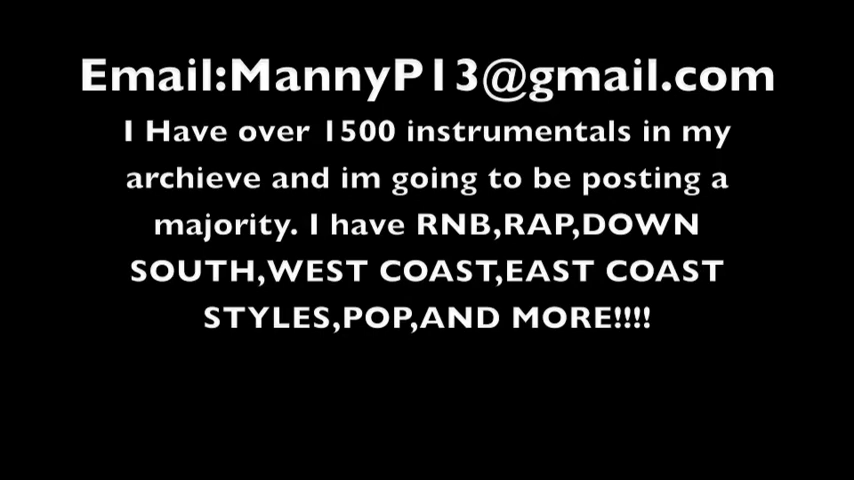 Email:MannyP13@gmail.com
I Have over 1500 instrumentals in my
archieve and im going to be posting a
majority. I have RNB,RAP,DOWN
SOUTH,WEST COAST,EAST COAST
STYLES,POP,AND MORE!!!!